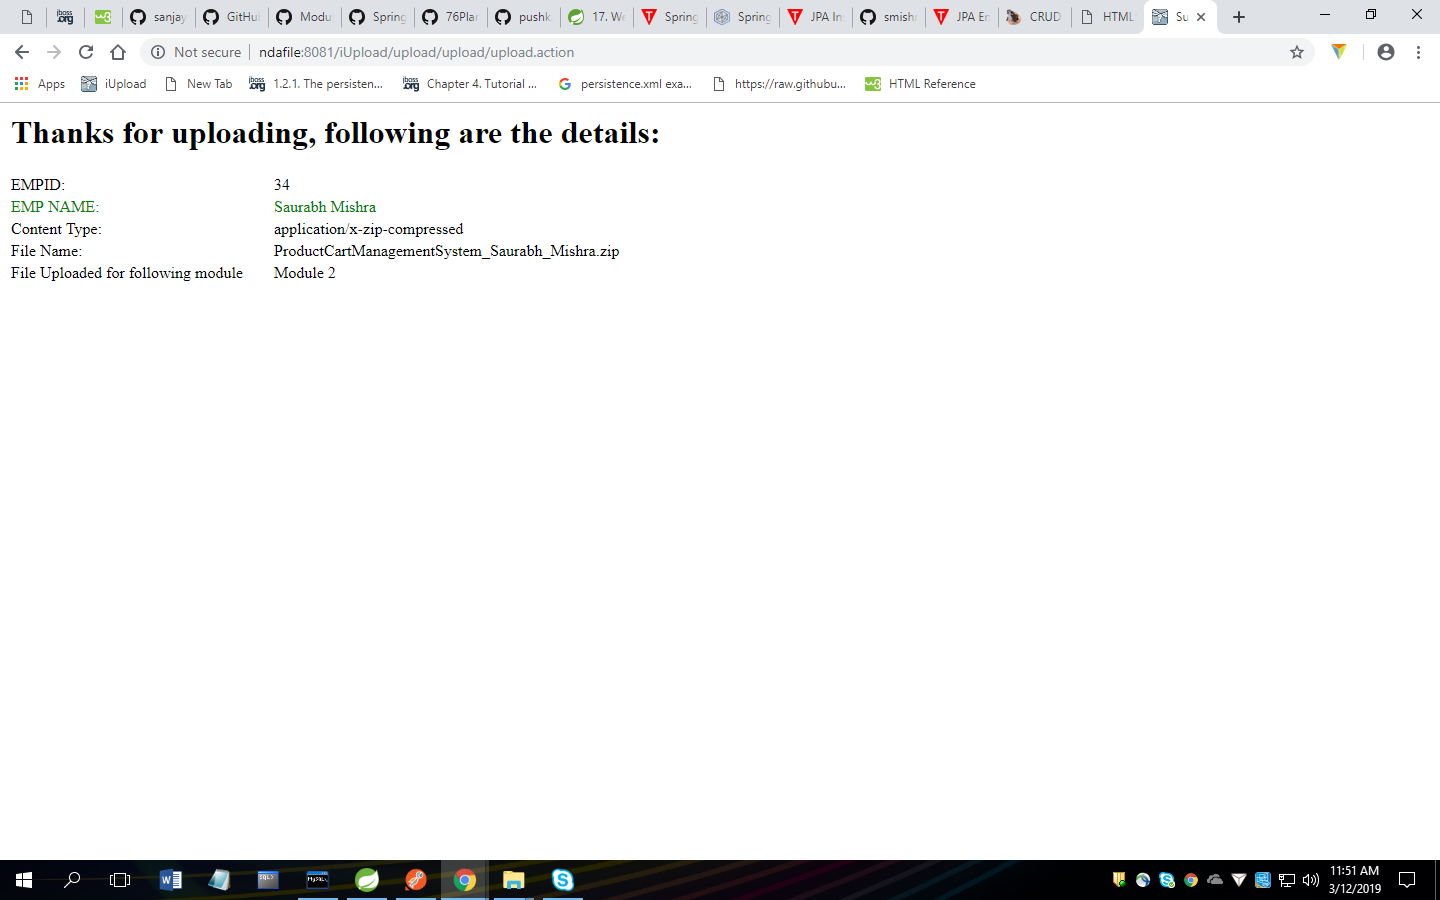 sanjay
GitHu
Modu
Spring
76Plar
pushk
17. We
Spring
Spring
JPA In
smish
JPA En
CRUD
HTML
Su
Not secure
ndafile:8081/iUpload/upload/upload/upload.action
Apps
iUpload
New Tab
1.2.1. The persisten...
Chapter 4. Tutorial ...
persistence.xml exa...
https://raw.githubu...
HTML Reference
Thanks for uploading, following are the details:
EMPID: 34
EMP NAME: Saurabh Mishra
Content Type: application/x-zip-compressed
File Name: ProductCartManagementSystem_Saurabh_Mishra.zip
File Uploaded for following module Module 2
11:51 AM
3/12/2019